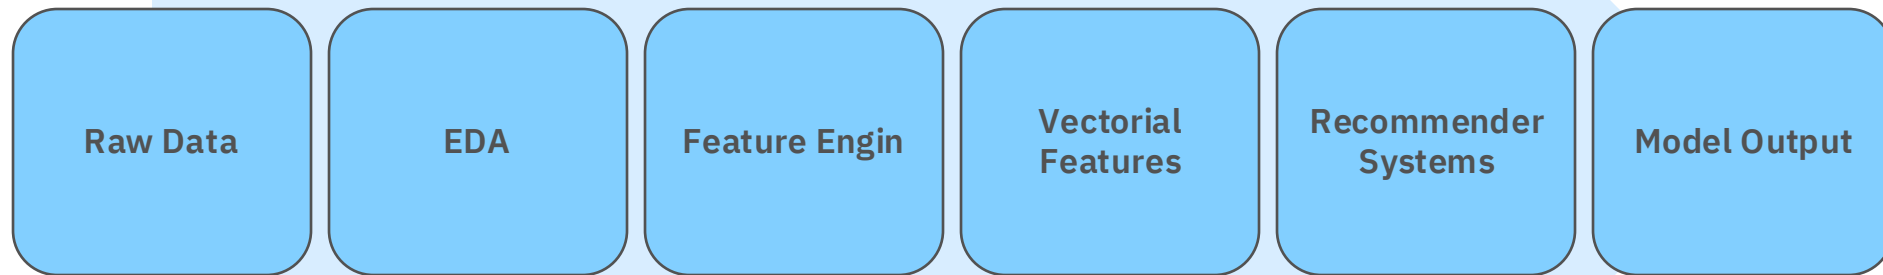 Raw Data
EDA
Feature Engin
Vectorial
Features
Recommender
Systems
Model Output